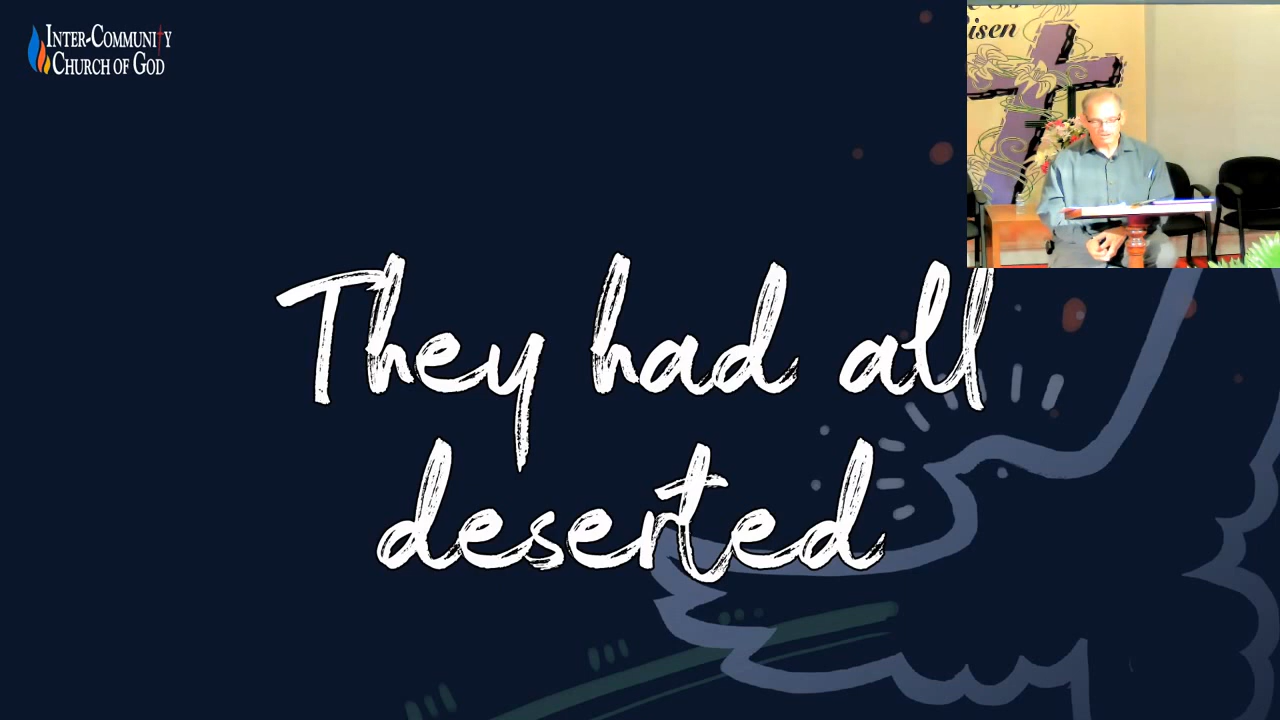 Inter-Community
Church of God
isen
They had all
deserted